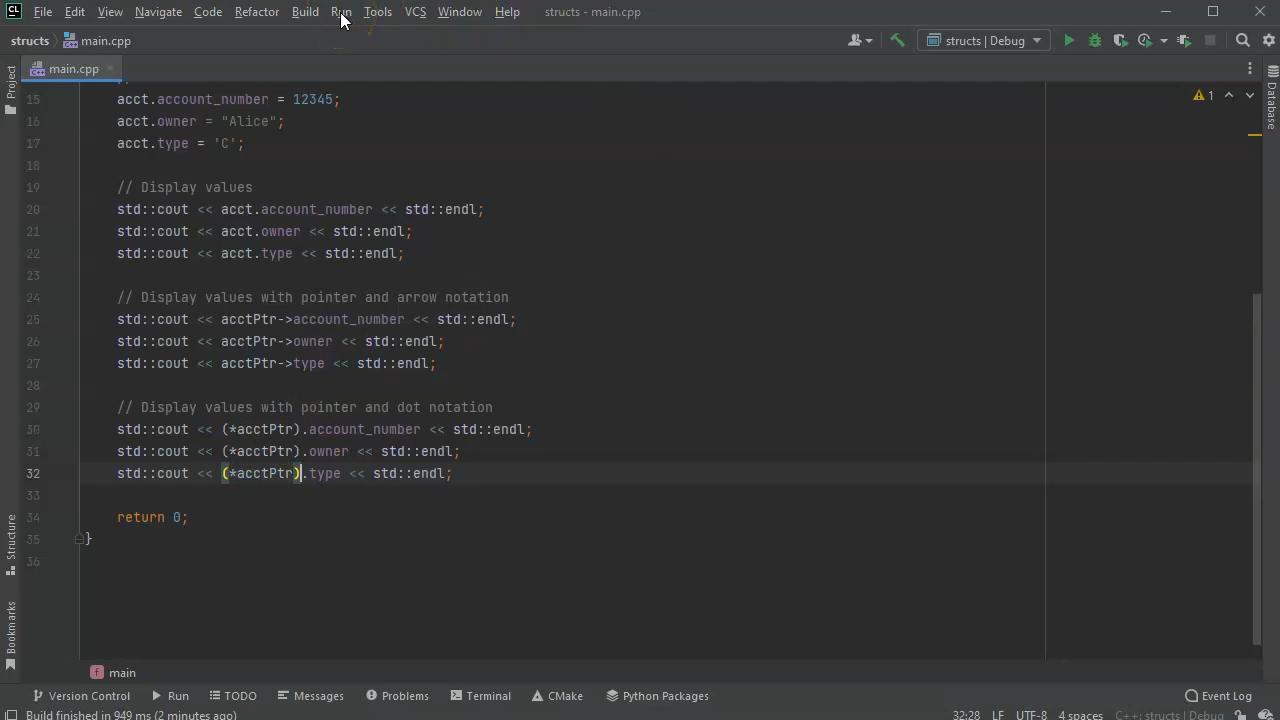 CL File Edit View Navigate Code Refactor Build Run Tools VCS Window Help structs - main.cpp
structs main.cpp structs | Debug
main.cpp
Project
Database
1
15 acct.account_number = 12345;
16 acct.owner = "Alice";
17 acct.type = 'C';
18
19 // Display values
20 std::cout << acct.account_number << std::endl;
21 std::cout << acct.owner << std::endl;
22 std::cout << acct.type << std::endl;
23
24 // Display values with pointer and arrow notation
25 std::cout << acctPtr->account_number << std::endl;
26 std::cout << acctPtr->owner << std::endl;
27 std::cout << acctPtr->type << std::endl;
28
29 // Display values with pointer and dot notation
30 std::cout << (*acctPtr).account_number << std::endl;
31 std::cout << (*acctPtr).owner << std::endl;
32 std::cout << (*acctPtr).type << std::endl;
33
34 return 0;
35 }
36
Structure
Bookmarks
f main
Version Control Run TODO Messages Problems Terminal CMake Python Packages Event Log
Build finished in 949 ms (2 minutes ago) 32:28 LF UTF-8 4 spaces C++: structs | Debug